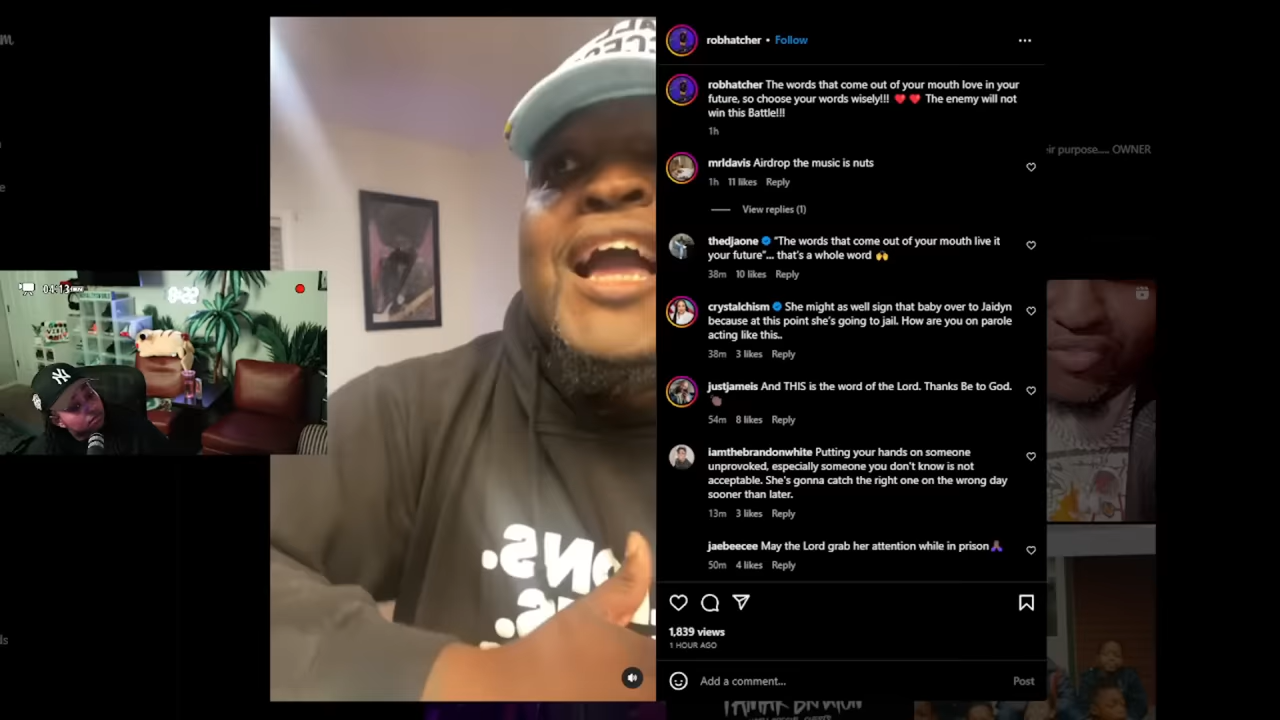 m
robhatcher • Follow
robhatcher The words that come out of your mouth love in your
future, so choose your words wisely!!! ❤️ ❤️ The enemy will not
win this Battle!!!
1h
eir purpose.... OWNER
mrldavis Airdrop the music is nuts
1h 11 likes Reply
e
View replies (1)
thedjaone "The words that come out of your mouth live it
your future"... that's a whole word 🙌
38m 10 likes Reply
04:13
8:22
crystalchism She might as well sign that baby over to Jaidyn
because at this point she's going to jail. How are you on parole
acting like this..
38m 3 likes Reply
justjameis And THIS is the word of the Lord. Thanks Be to God.
54m 8 likes Reply
iamthebrandonwhite Putting your hands on someone
unprovoked, especially someone you don't know is not
acceptable. She's gonna catch the right one on the wrong day
sooner than later.
13m 3 likes Reply
jaebeecee May the Lord grab her attention while in prison🙏🏾
50m 4 likes Reply
1,839 views
1 HOUR AGO
ls
Add a comment... Post